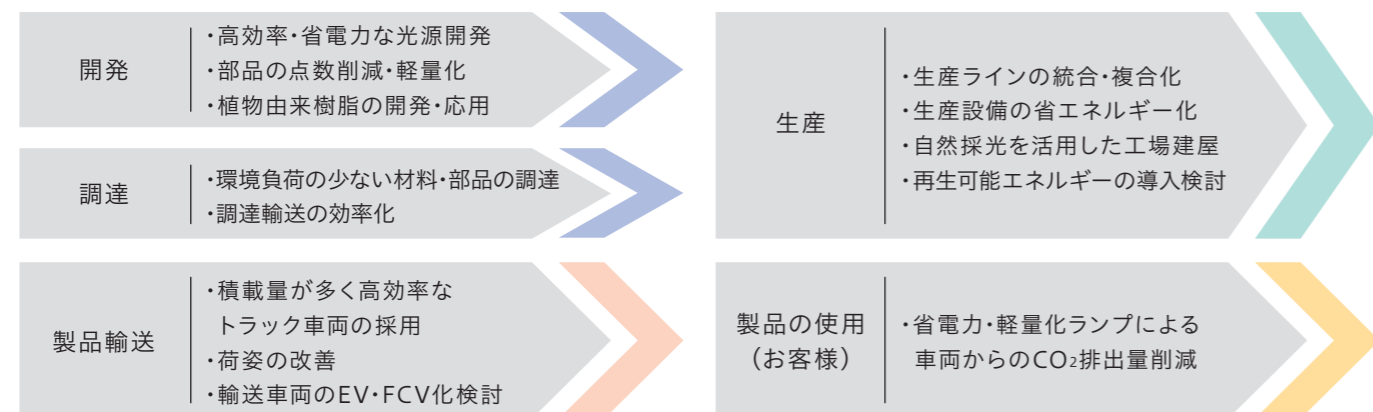 開発
・高効率・省電力な光源開発
・部品の点数削減・軽量化
・植物由来樹脂の開発・応用
調達
・環境負荷の少ない材料・部品の調達
・調達輸送の効率化
生産
・生産ラインの統合・複合化
・生産設備の省エネルギー化
・自然採光を活用した工場建屋
・再生可能エネルギーの導入検討
製品輸送
・積載量が多く高効率な
トラック車両の採用
・荷姿の改善
・輸送車両のEV・FCV化検討
製品の使用
（お客様）
・省電力・軽量化ランプによる
車両からのCO2排出量削減